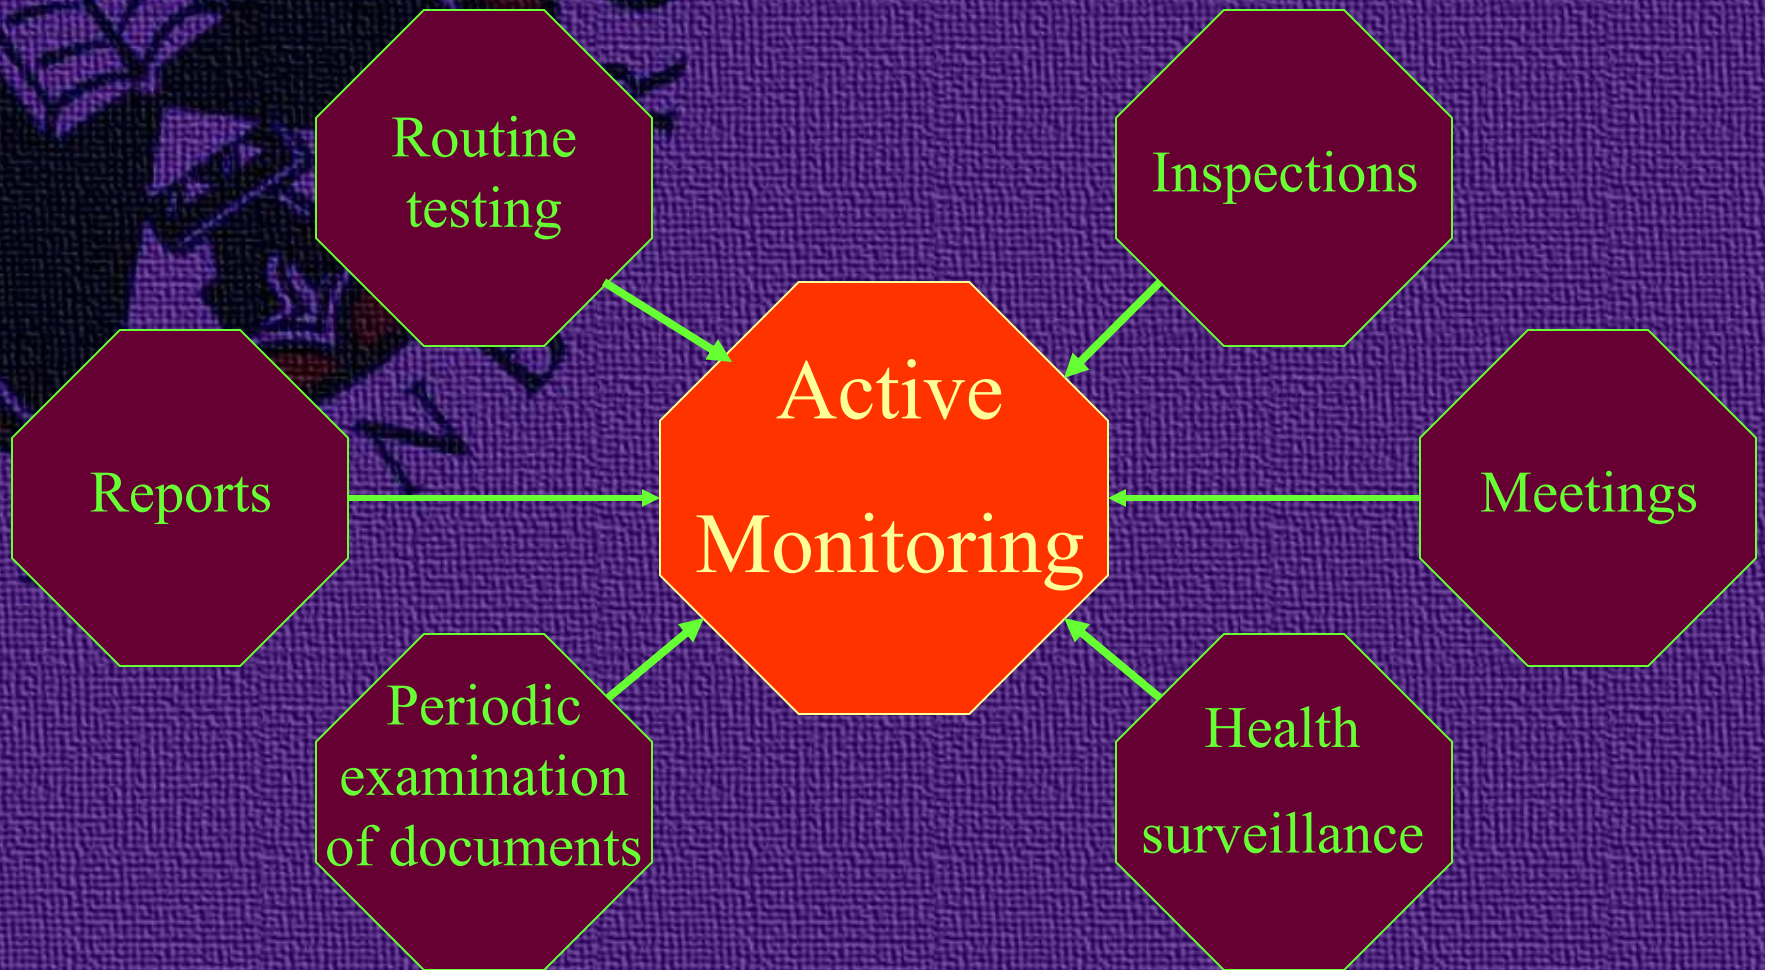 Routine
testing
Inspections
Active
Monitoring
Reports
Meetings
Periodic
examination
of documents
Health
surveillance